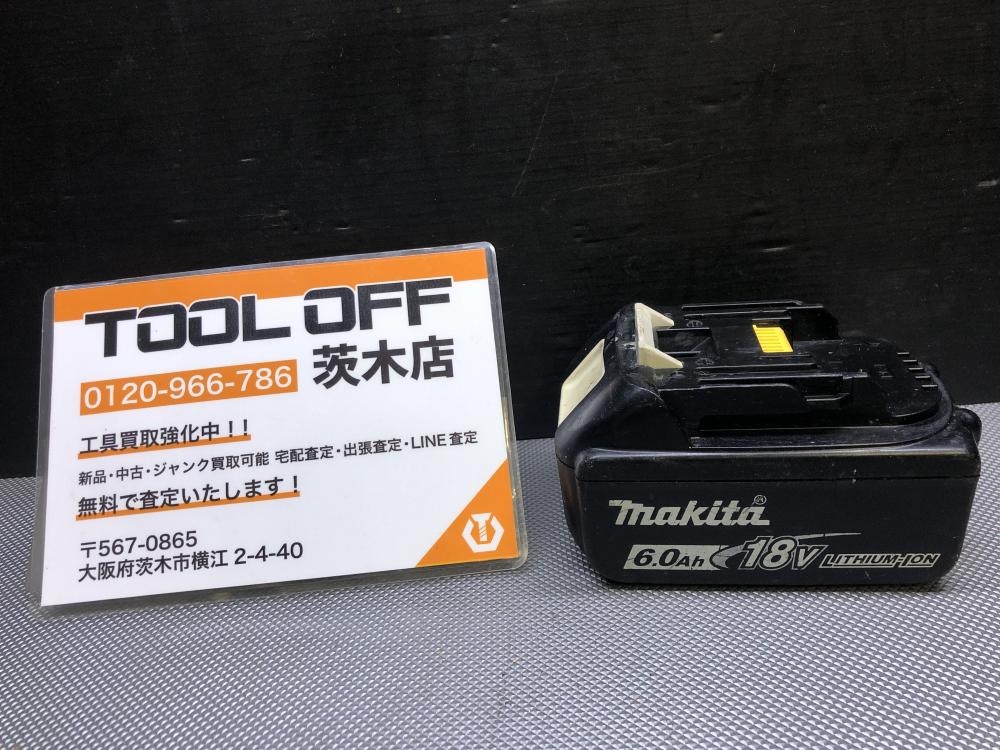 TOOL OFF
0120-966-786 茨木店
工具買取強化中！！
新品・中古・ジャンク買取可能 宅配査定・出張査定・LINE査定
無料で査定いたします！
〒567-0865
大阪府茨木市横江 2-4-40
makita®
6.0Ah 18V LITHIUM-ION